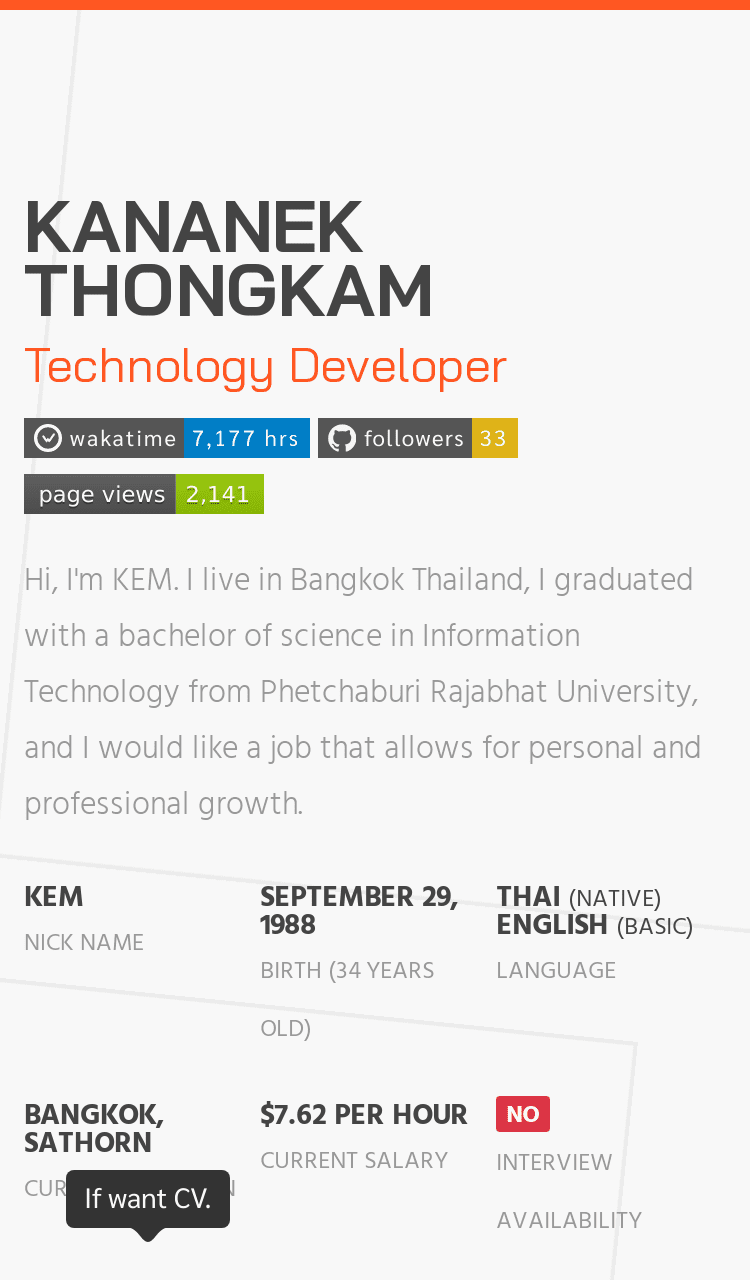 KANANEK
THONGKAM
Technology Developer
wakatime 7,177 hrs followers 33
page views 2,141
Hi, I'm KEM. I live in Bangkok Thailand, I graduated
with a bachelor of science in Information
Technology from Phetchaburi Rajabhat University,
and I would like a job that allows for personal and
professional growth.
KEM
NICK NAME
SEPTEMBER 29,
1988
BIRTH (34 YEARS
OLD)
THAI (NATIVE)
ENGLISH (BASIC)
LANGUAGE
BANGKOK,
SATHORN
If want CV.
$7.62 PER HOUR
CURRENT SALARY
NO
INTERVIEW
AVAILABILITY